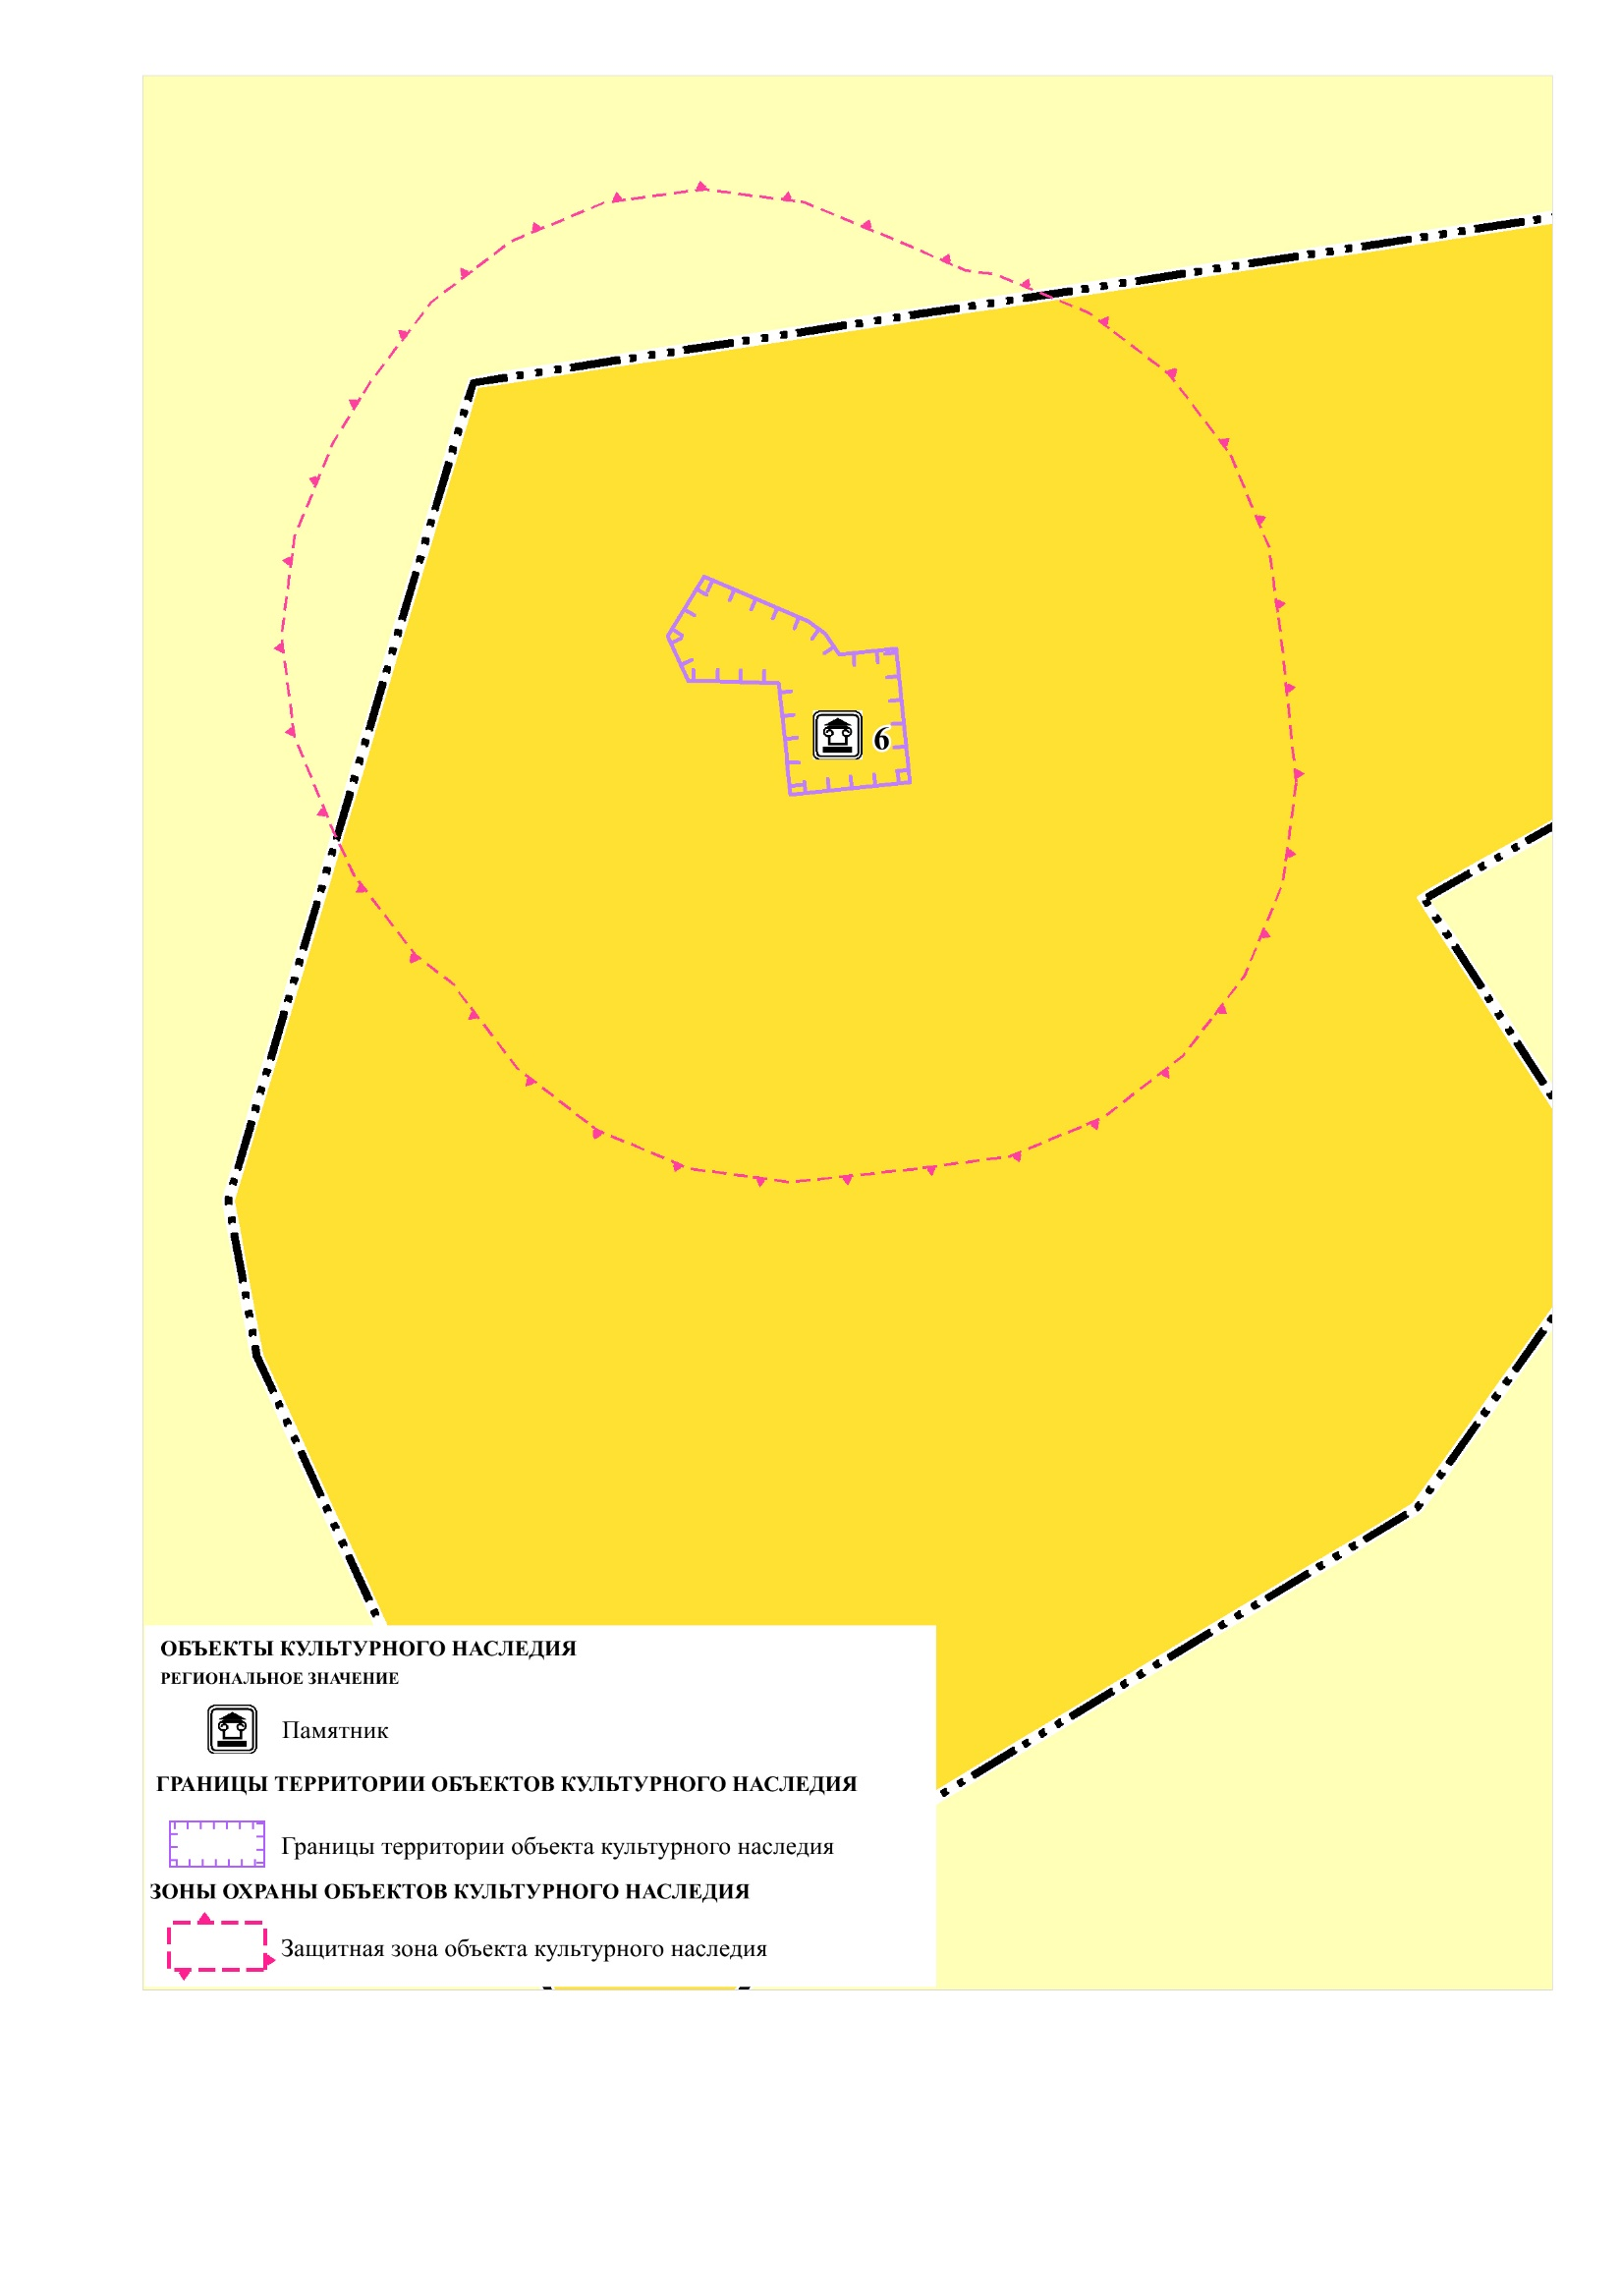 6
ОБЪЕКТЫ КУЛЬТУРНОГО НАСЛЕДИЯ
РЕГИОНАЛЬНОЕ ЗНАЧЕНИЕ
Памятник
ГРАНИЦЫ ТЕРРИТОРИИ ОБЪЕКТОВ КУЛЬТУРНОГО НАСЛЕДИЯ
Границы территории объекта культурного наследия
ЗОНЫ ОХРАНЫ ОБЪЕКТОВ КУЛЬТУРНОГО НАСЛЕДИЯ
Защитная зона объекта культурного наследия